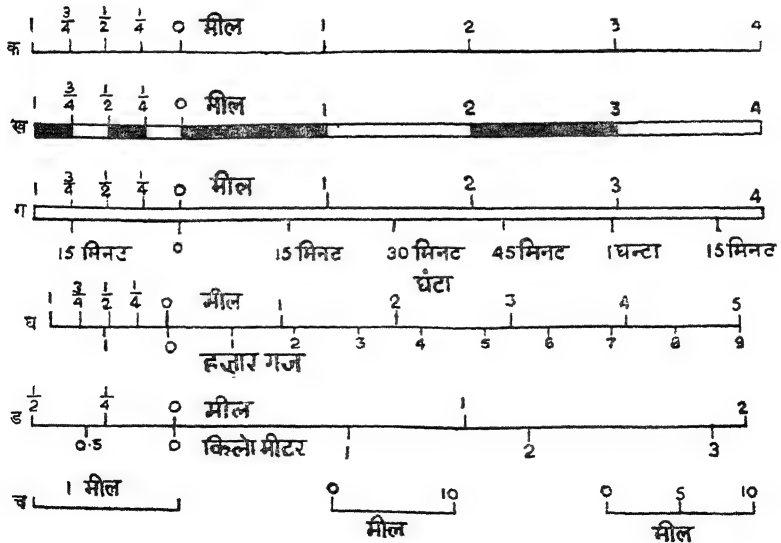 1 3/4 1/2 1/4 0 मील 1 2 3 4
क
1 3/4 1/2 1/4 0 मील 1 2 3 4
ख
1 3/4 1/2 1/4 0 मील 1 2 3 4
ग
15 मिनट 0 15 मिनट 30 मिनट 45 मिनट 1 घन्टा 15 मिनट
घंटा
1 3/4 1/2 1/4 0 मील 1 2 3 4 5
घ
1 0 1 2 3 4 5 6 7 8 9
हज़ार गज
1/2 1/4 0 मील 1 2
ड
0.5 0 किलो मीटर 1 2 3
च 1 मील 0 10 0 5 10
मील मील